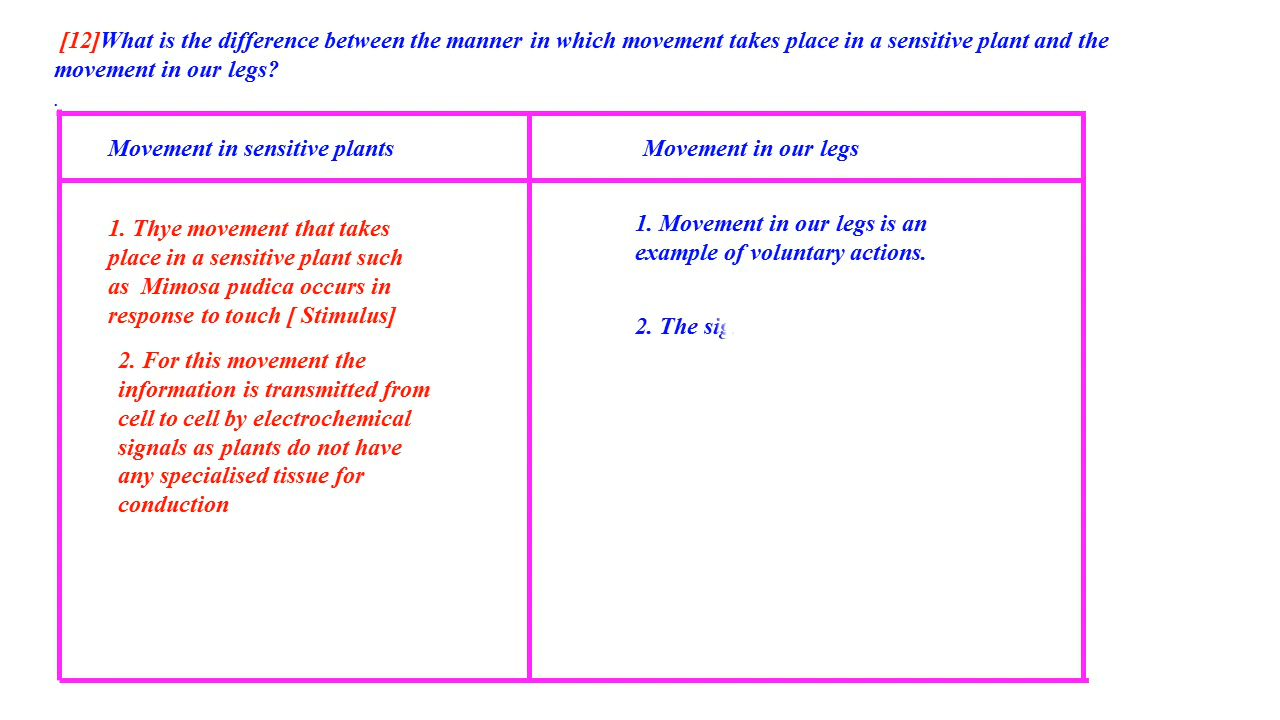 [12]What is the difference between the manner in which movement takes place in a sensitive plant and the
movement in our legs?
.
Movement in sensitive plants
Movement in our legs
1. Thye movement that takes
place in a sensitive plant such
as Mimosa pudica occurs in
response to touch [ Stimulus]
2. For this movement the
information is transmitted from
cell to cell by electrochemical
signals as plants do not have
any specialised tissue for
conduction
1. Movement in our legs is an
example of voluntary actions.
2. The